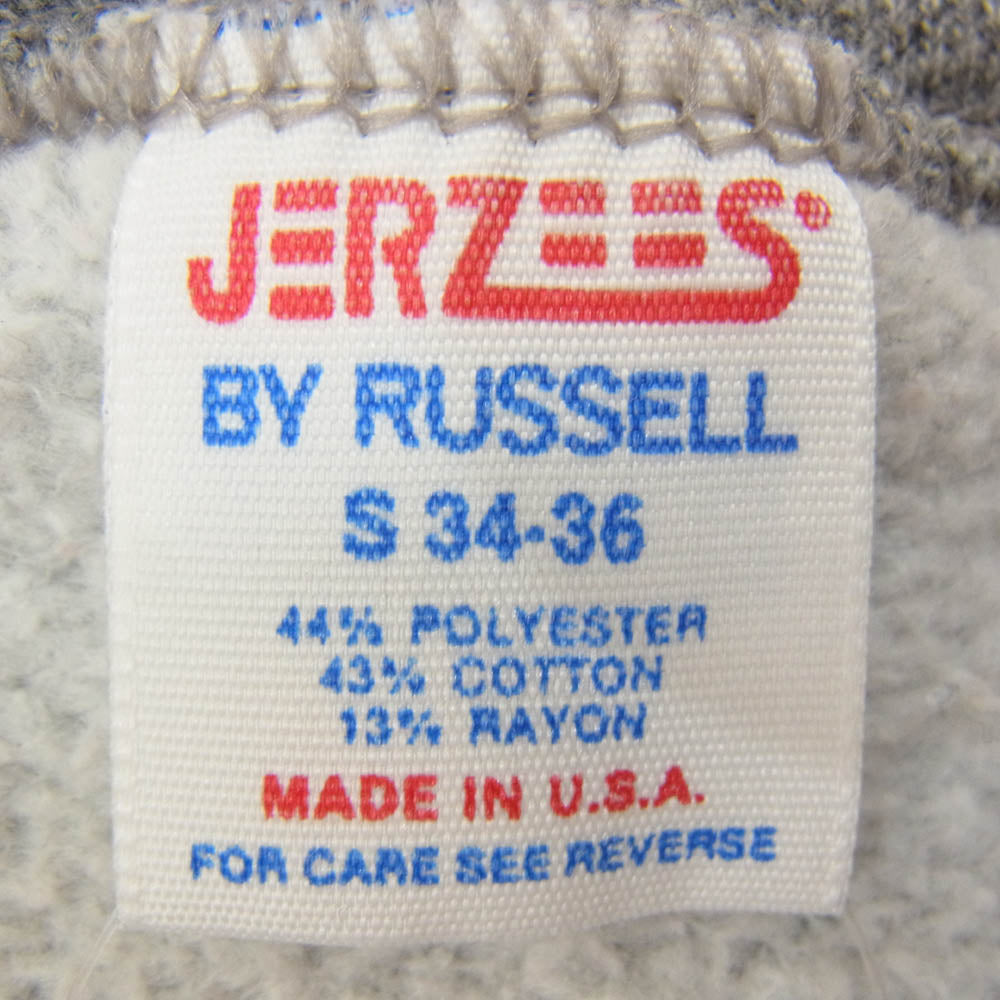 JERZEES®
BY RUSSELL
S 34-36
44% POLYESTER
43% COTTON
13% RAYON
MADE IN U.S.A.
FOR CARE SEE REVERSE